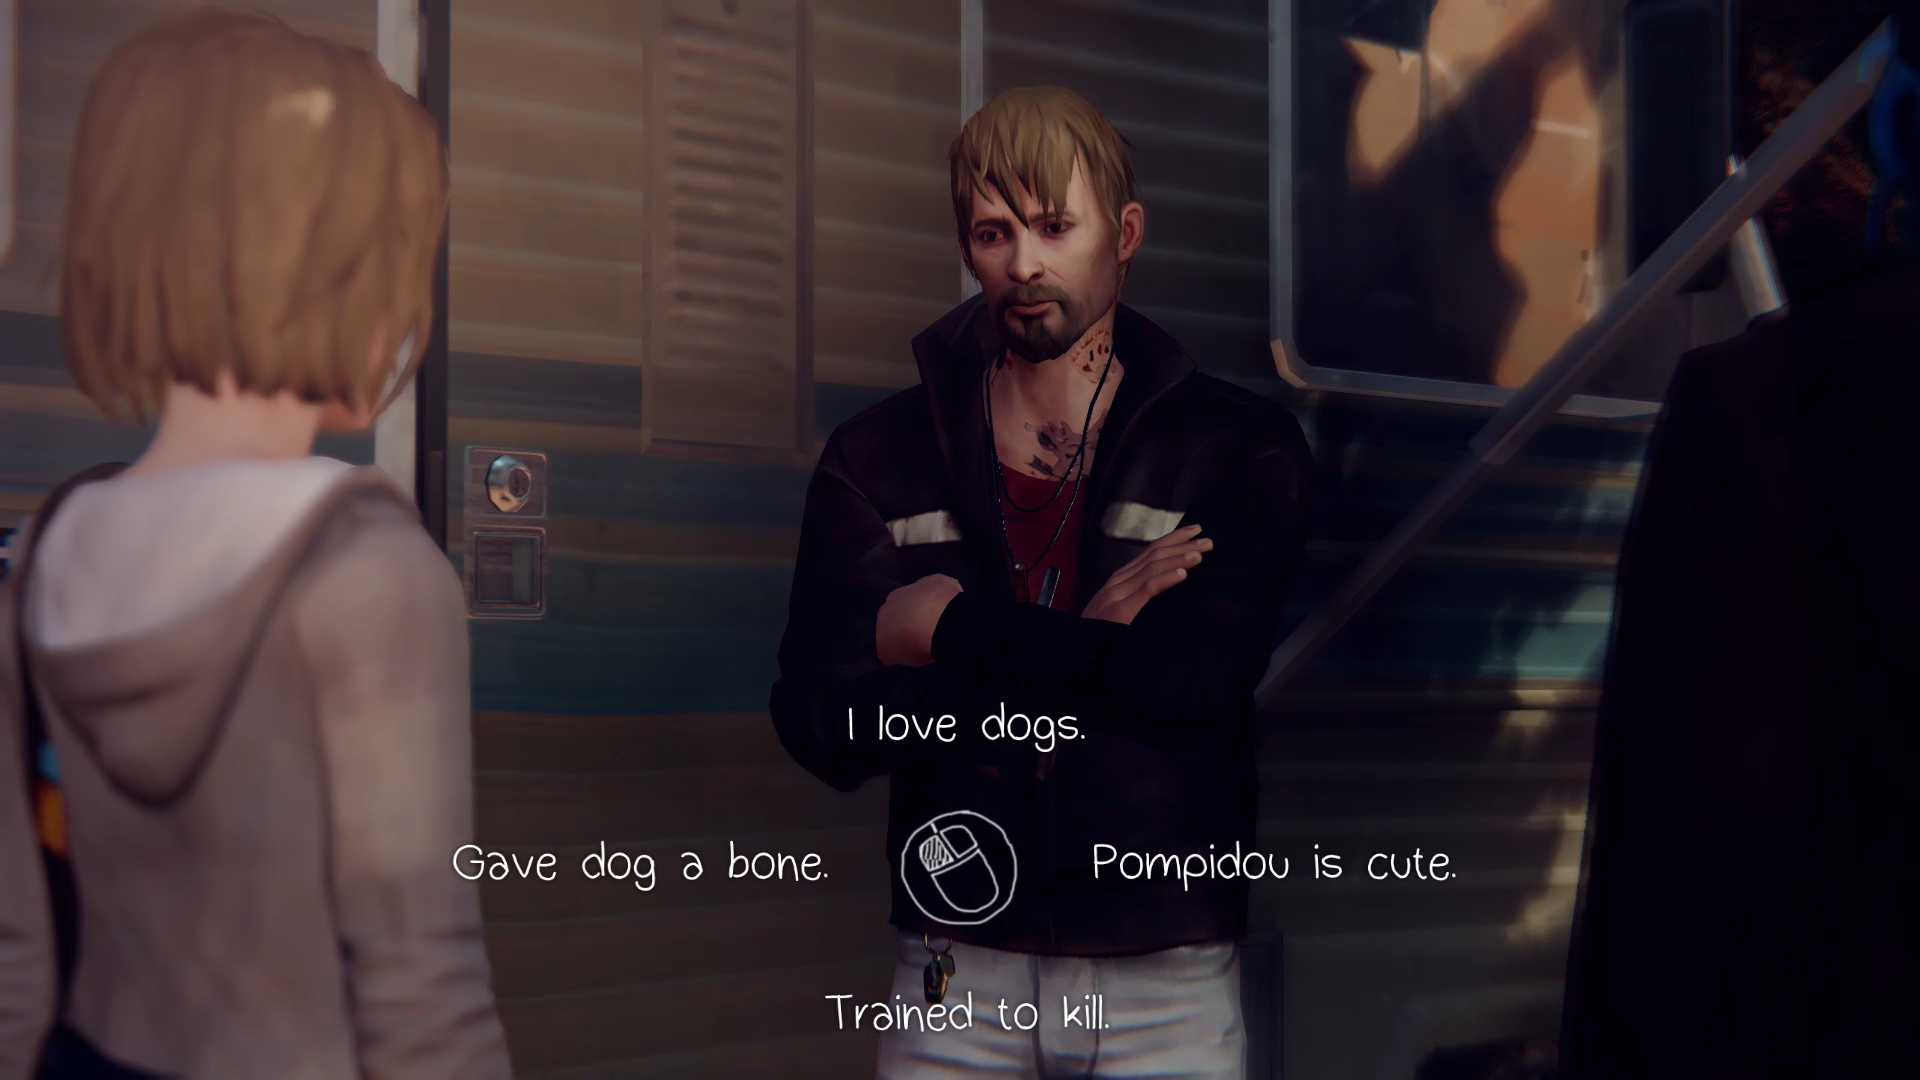 I love dogs.
Gave dog a bone.
Pompidou is cute.
Trained to kill.